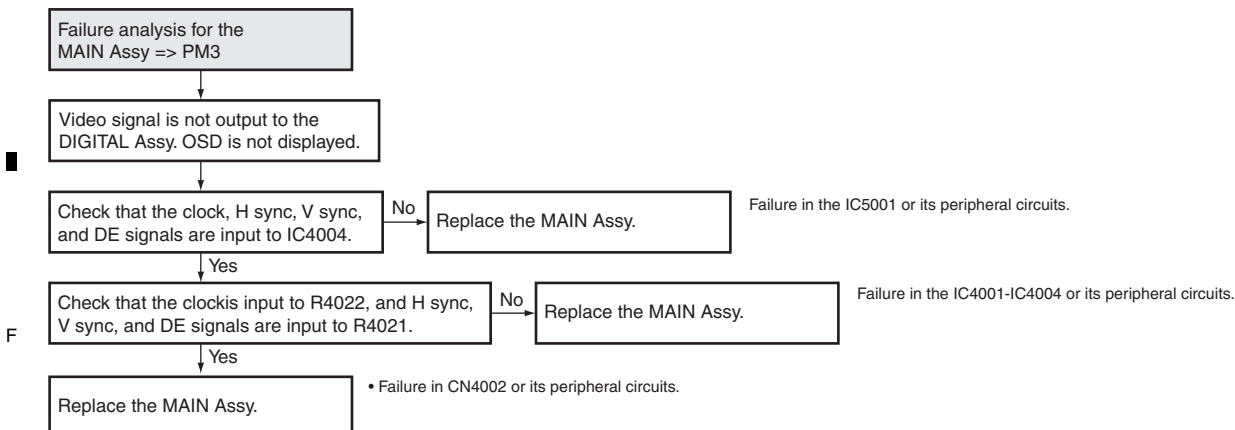 Failure analysis for the
MAIN Assy => PM3
Video signal is not output to the
DIGITAL Assy. OSD is not displayed.
Check that the clock, H sync, V sync,
and DE signals are input to IC4004.
No
Replace the MAIN Assy.
Failure in the IC5001 or its peripheral circuits.
Yes
Check that the clockis input to R4022, and H sync,
V sync, and DE signals are input to R4021.
No
Replace the MAIN Assy.
Failure in the IC4001-IC4004 or its peripheral circuits.
F
Yes
Replace the MAIN Assy.
• Failure in CN4002 or its peripheral circuits.